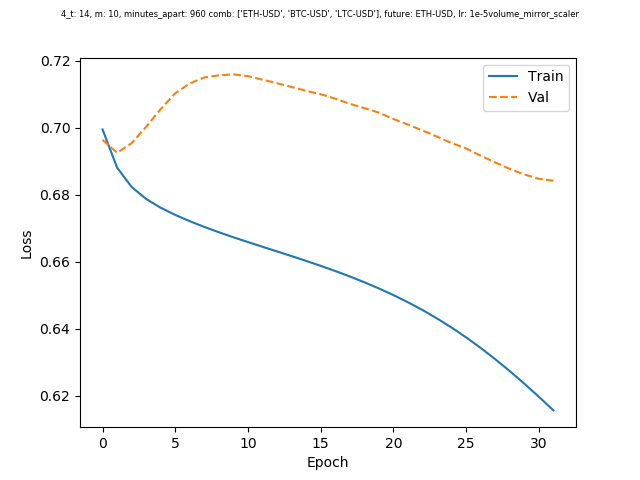 4_t: 14, m: 10, minutes_apart: 960 comb: ['ETH-USD', 'BTC-USD', 'LTC-USD'], future: ETH-USD, lr: 1e-5volume_mirror_scaler
Train
Val
0.72
0.70
0.68
0.66
0.64
0.62
Loss
0 5 10 15 20 25 30
Epoch